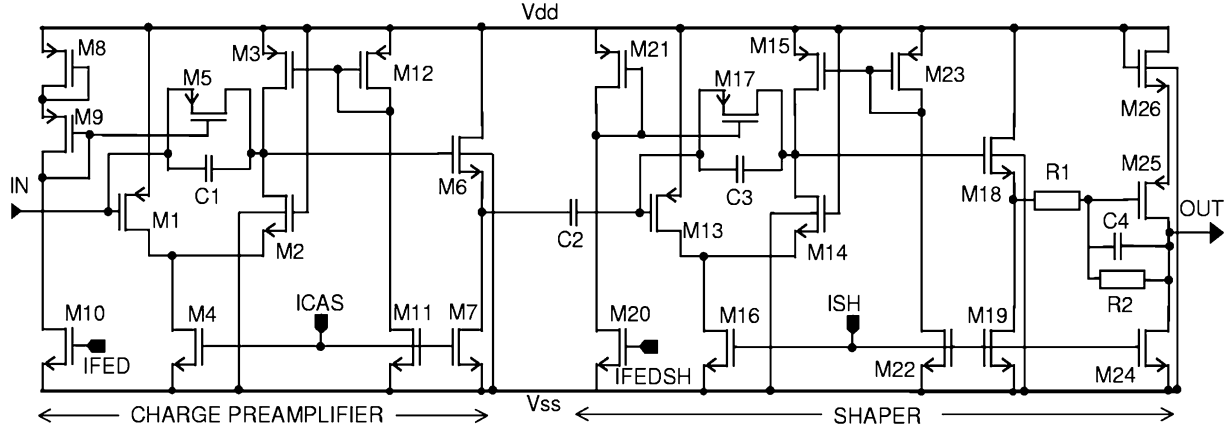 Vdd
M8
M3
M12
M21
M15
M23
M5
M17
M26
M9
M6
M18
R1
M25
IN
C1
C3
C4
OUT
M1
M2
C2
M13
M14
R2
M10
M4
ICAS
M11
M7
M20
M16
ISH
M19
IFED
IFEDSH
M22
M24
Vss
CHARGE PREAMPLIFIER
SHAPER